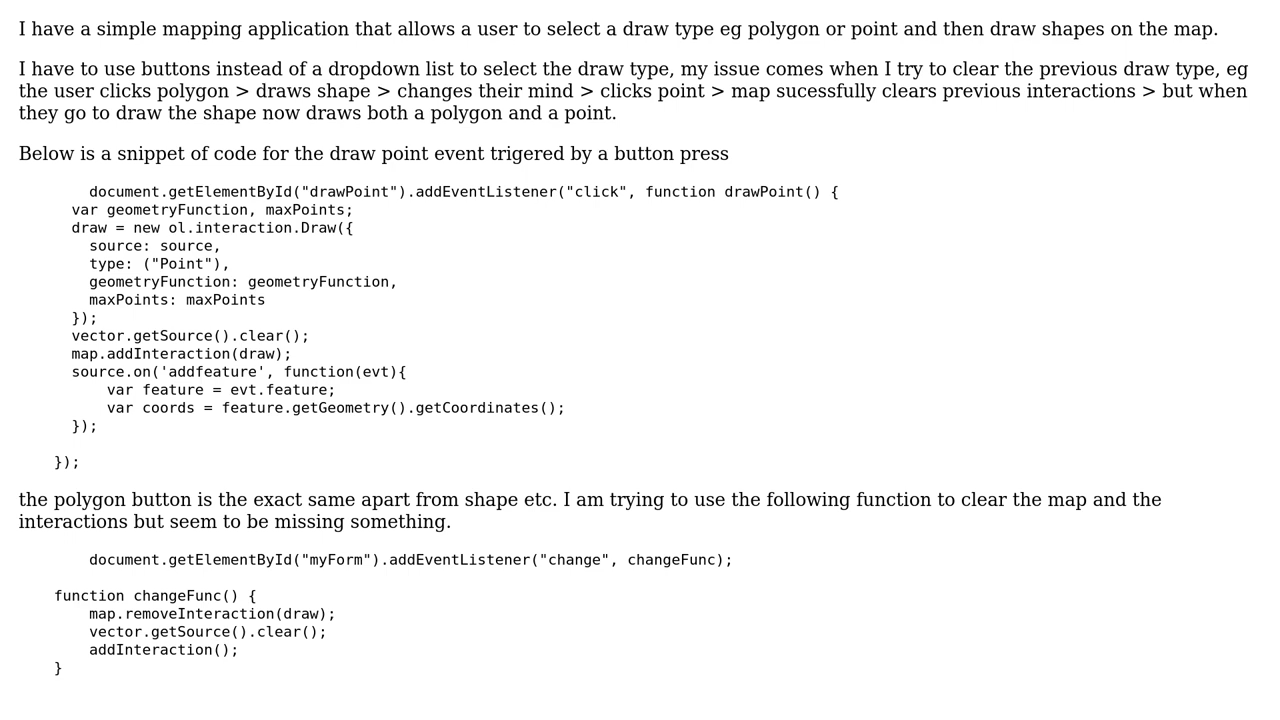 I have a simple mapping application that allows a user to select a draw type eg polygon or point and then draw shapes on the map.
I have to use buttons instead of a dropdown list to select the draw type, my issue comes when I try to clear the previous draw type, eg
the user clicks polygon > draws shape > changes their mind > clicks point > map sucessfully clears previous interactions > but when
they go to draw the shape now draws both a polygon and a point.
Below is a snippet of code for the draw point event trigered by a button press
    document.getElementById("drawPoint").addEventListener("click", function drawPoint() {
  var geometryFunction, maxPoints;
  draw = new ol.interaction.Draw({
    source: source,
    type: ("Point"),
    geometryFunction: geometryFunction,
    maxPoints: maxPoints
  });
  vector.getSource().clear();
  map.addInteraction(draw);
  source.on('addfeature', function(evt){
      var feature = evt.feature;
      var coords = feature.getGeometry().getCoordinates();
  });
});
the polygon button is the exact same apart from shape etc. I am trying to use the following function to clear the map and the
interactions but seem to be missing something.
    document.getElementById("myForm").addEventListener("change", changeFunc);
function changeFunc() {
    map.removeInteraction(draw);
    vector.getSource().clear();
    addInteraction();
}